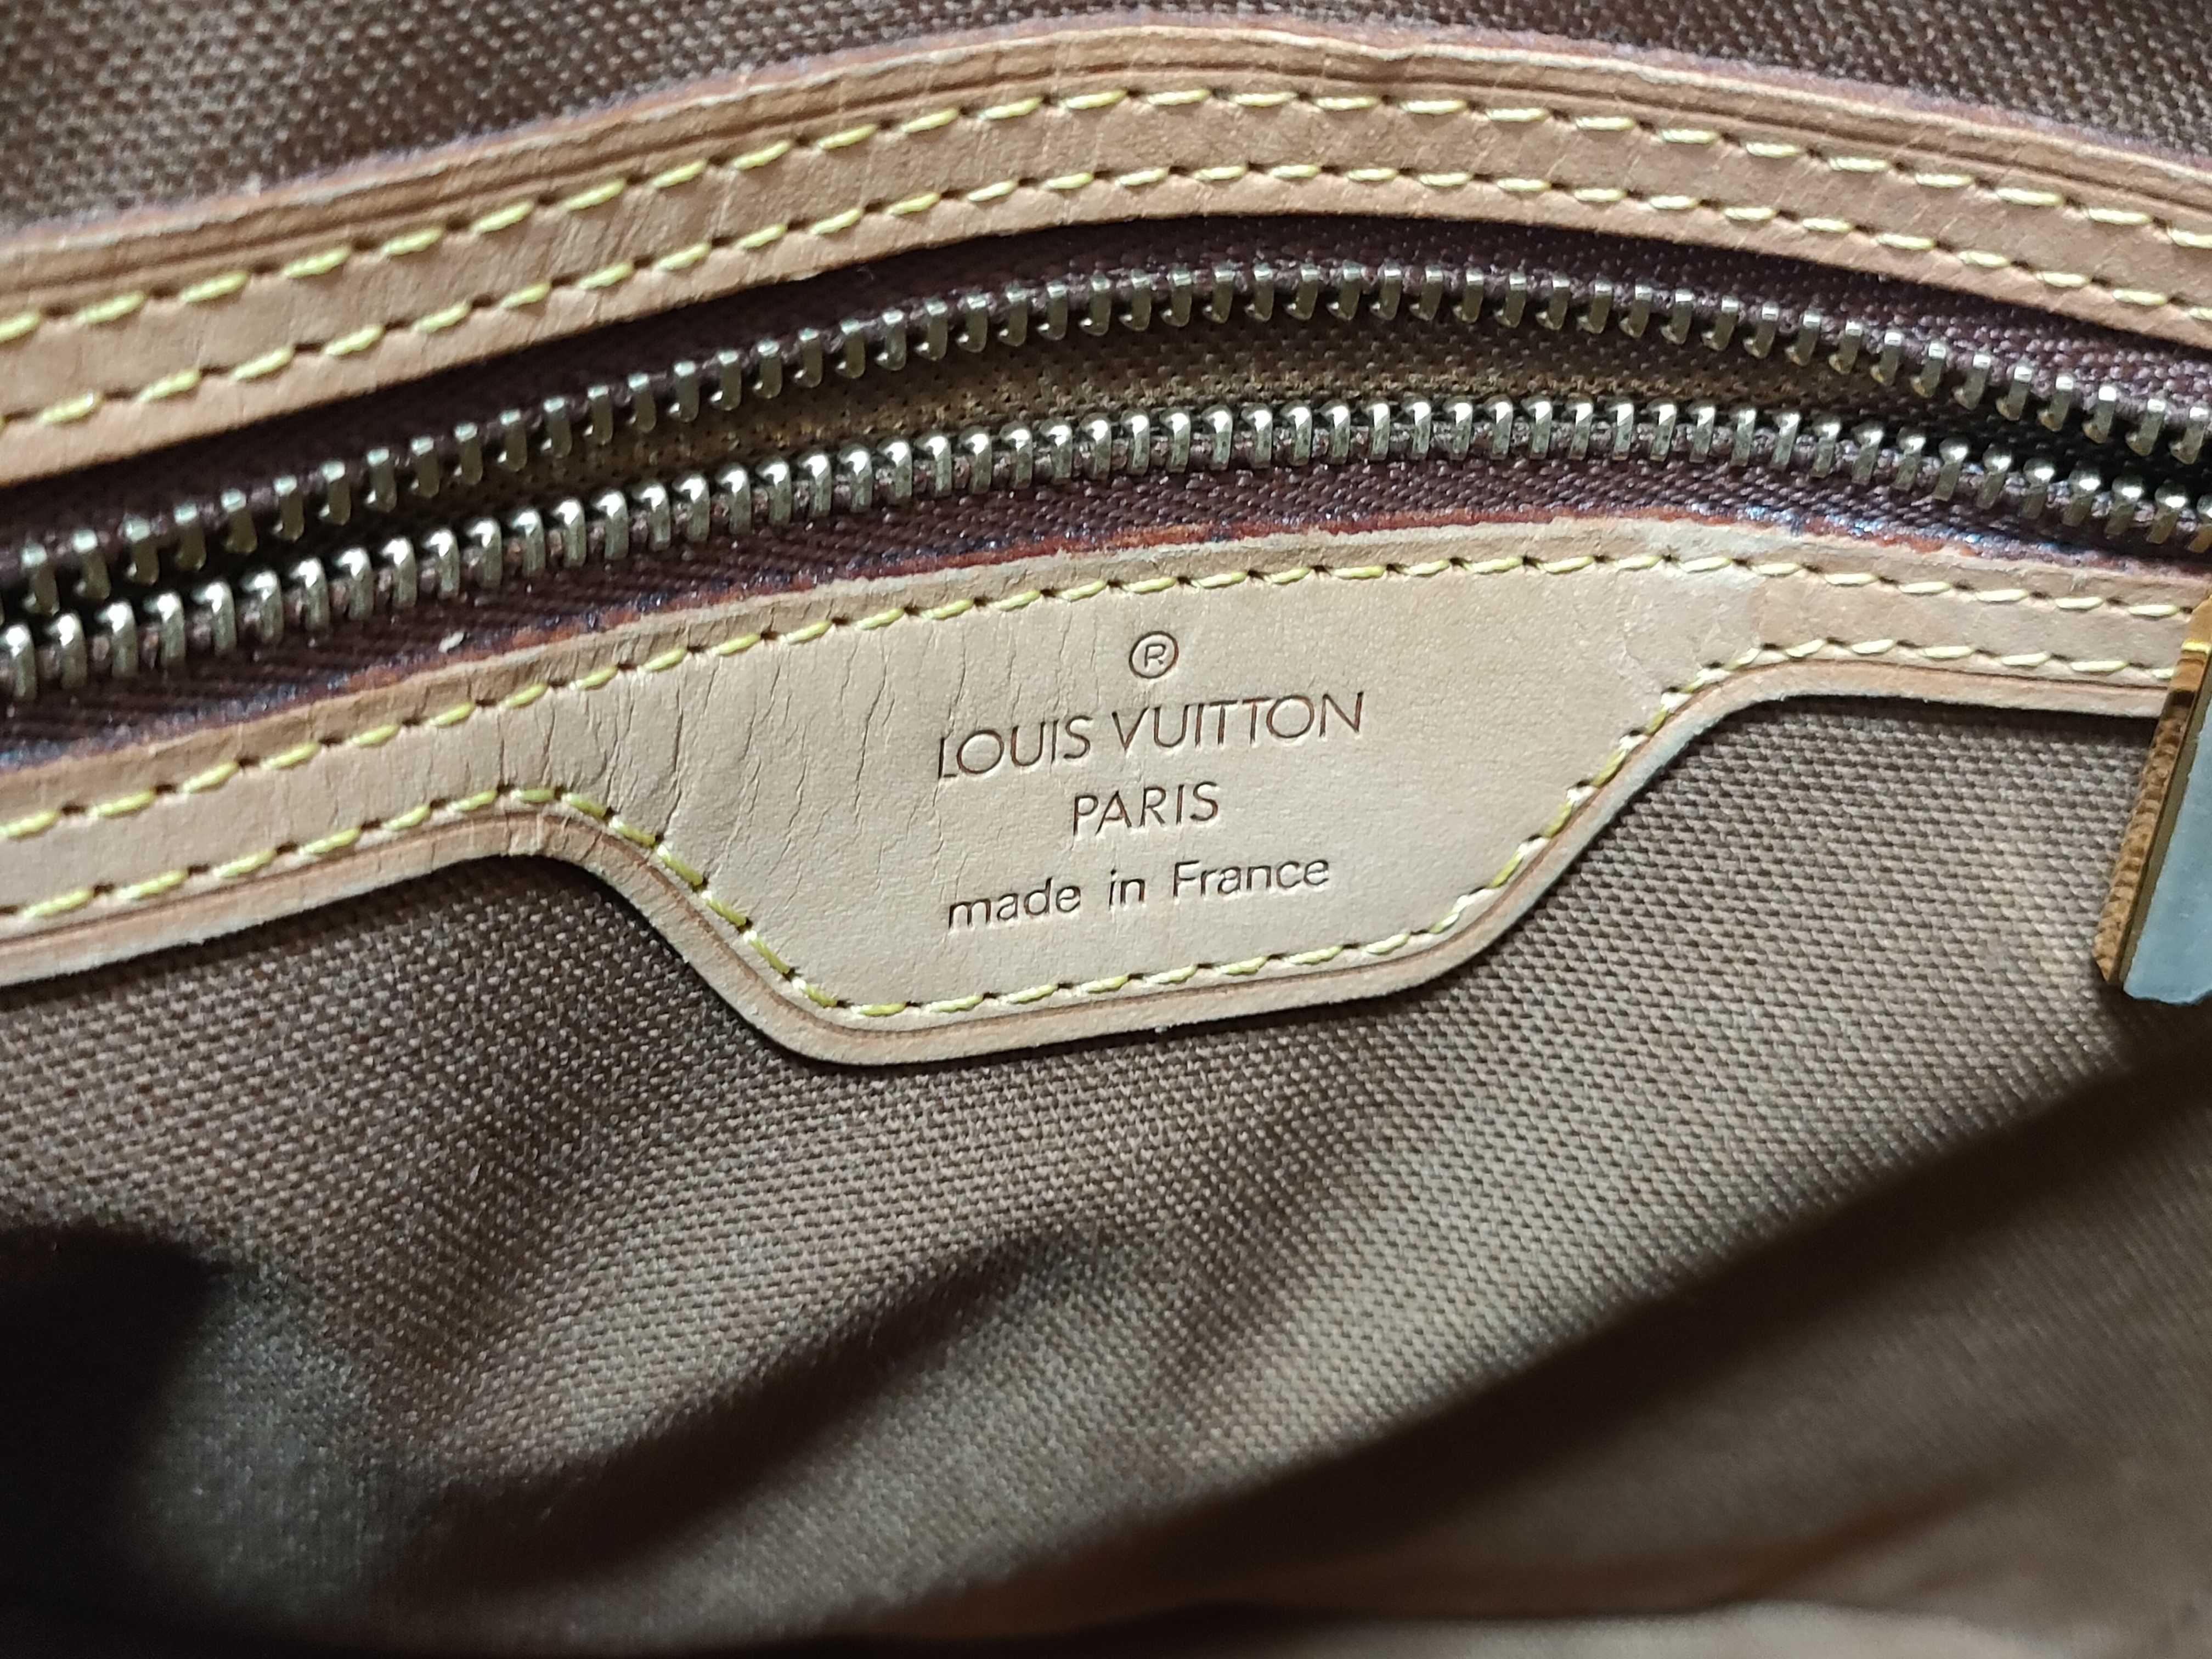 ®
LOUIS VUITTON
PARIS
made in France